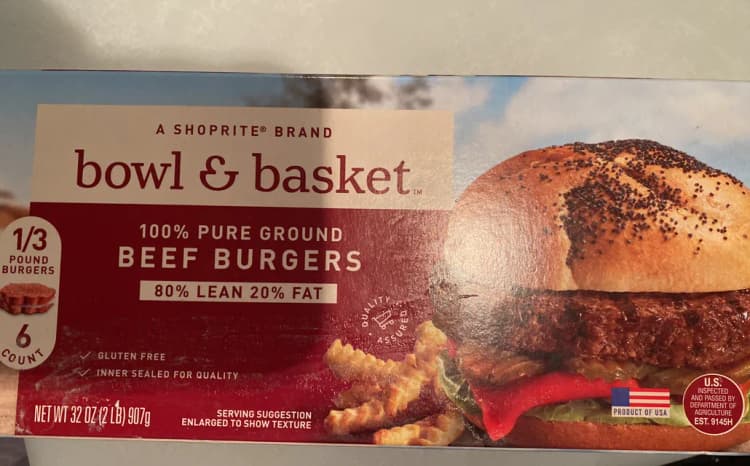 A SHOPRITE® BRAND
bowl & basket™
100% PURE GROUND
BEEF BURGERS
80% LEAN 20% FAT
1/3
POUND
BURGERS
6
COUNT
QUALITY
ASSURED
✓ GLUTEN FREE
✓ INNER SEALED FOR QUALITY
NET WT 32 OZ (2 LB) 907g
SERVING SUGGESTION
ENLARGED TO SHOW TEXTURE
PRODUCT OF USA
U.S.
INSPECTED
AND PASSED BY
DEPARTMENT OF
AGRICULTURE
EST. 9145H